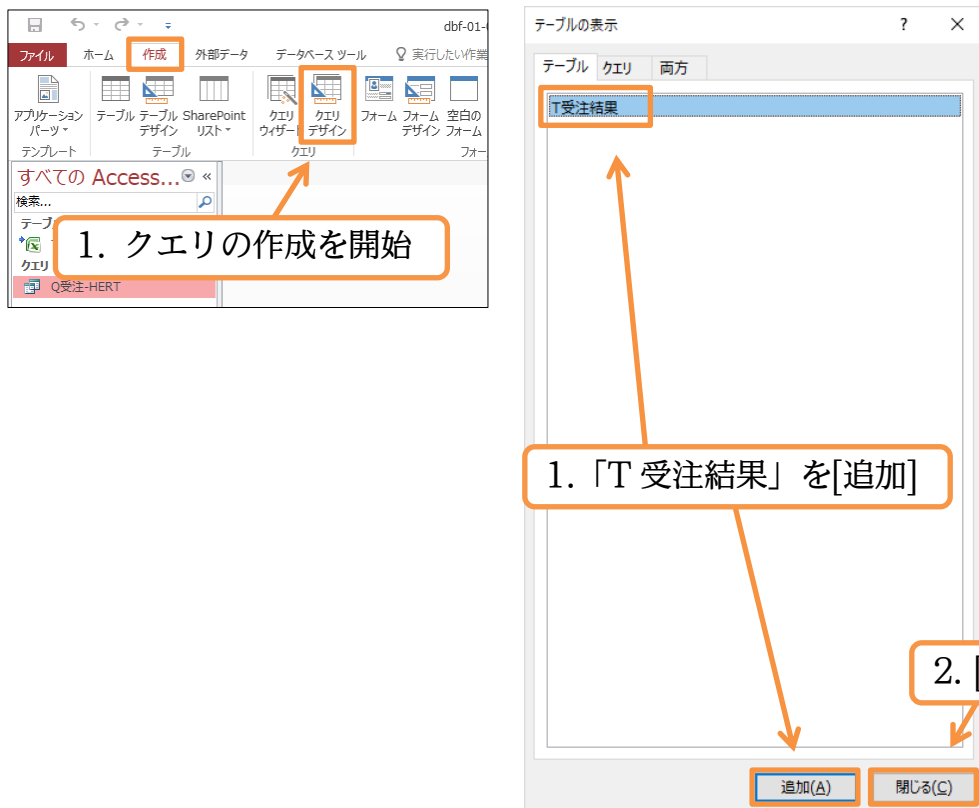 dbf-01-
ファイル ホーム 作成 外部データ データベース ツール 実行したい作業
アプリケーション パーツ
テーブル
テーブル デザイン
SharePoint リスト
クエリ ウィザード
クエリ デザイン
フォーム
フォーム デザイン
空白の フォーム
テンプレート テーブル クエリ フォー
すべての Access...
検索...
テーブ
1. クエリの作成を開始
クエリ
Q受注-HERT
テーブルの表示 ? ×
テーブル クエリ 両方
T受注結果
1.「T 受注結果」を[追加]
2. [
追加(A) 閉じる(C)